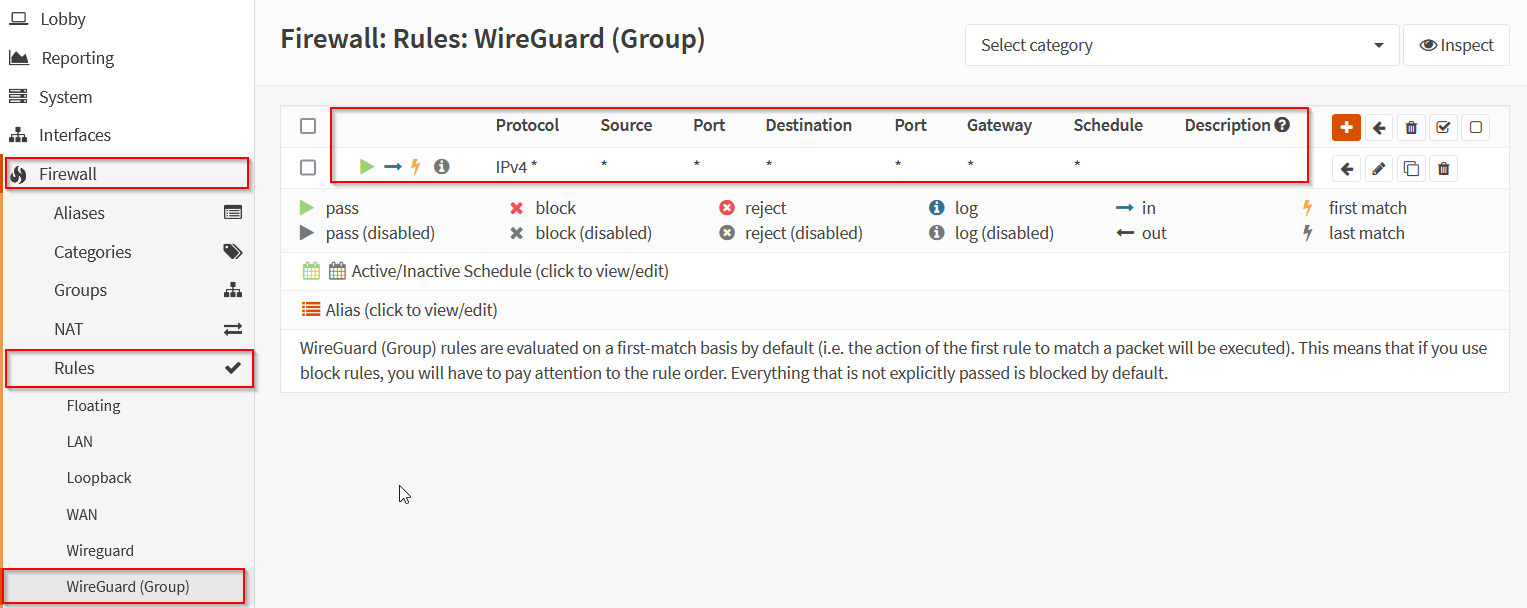 Lobby
Reporting
System
Interfaces
Firewall
Aliases
Categories
Groups
NAT
Rules
Floating
LAN
Loopback
WAN
Wireguard
WireGuard (Group)
Firewall: Rules: WireGuard (Group)
Select category
Inspect
Protocol Source Port Destination Port Gateway Schedule Description
IPv4 * * * * * * *
pass block reject log in first match
pass (disabled) block (disabled) reject (disabled) log (disabled) out last match
Active/Inactive Schedule (click to view/edit)
Alias (click to view/edit)
WireGuard (Group) rules are evaluated on a first-match basis by default (i.e. the action of the first rule to match a packet will be executed). This means that if you use
block rules, you will have to pay attention to the rule order. Everything that is not explicitly passed is blocked by default.